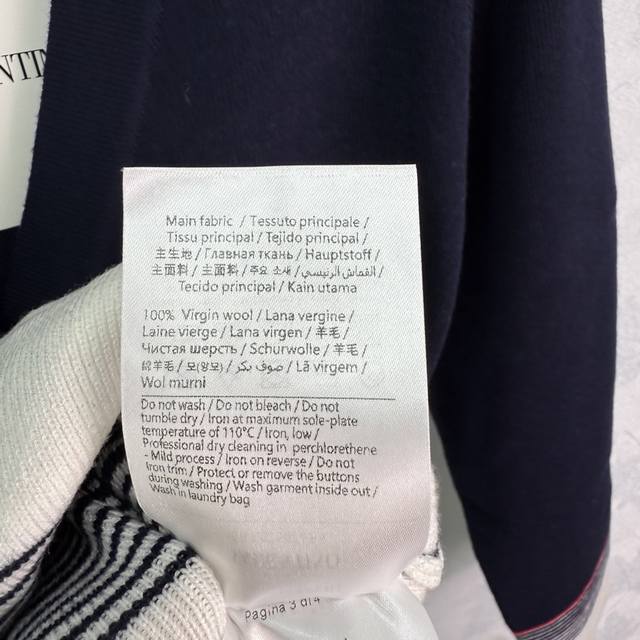 NTIN
Main fabric / Tessuto principale /
Tissu principal / Tejido principal /
主生地 / Главная ткань / Hauptstoff /
主面料 / 主面料 / 주요 소재 / القماش الرئيسي /
Tecido principal / Kain utama
100% Virgin wool / Lana vergine /
Laine vierge / Lana virgen / 羊毛 /
Чистая шерсть / Schurwolle / 羊毛 /
綿羊毛 / 모(양모) / صوف بكر / Lã virgem /
Wol murni
Do not wash / Do not bleach / Do not
tumble dry / Iron at maximum sole-plate
temperature of 110°C / Iron, low /
Professional dry cleaning in perchlorethene
- Mild process / Iron on reverse / Do not
iron trim / Protect or remove the buttons
during washing / Wash garment inside out /
Wash in laundry bag
Pagina 3 di 4